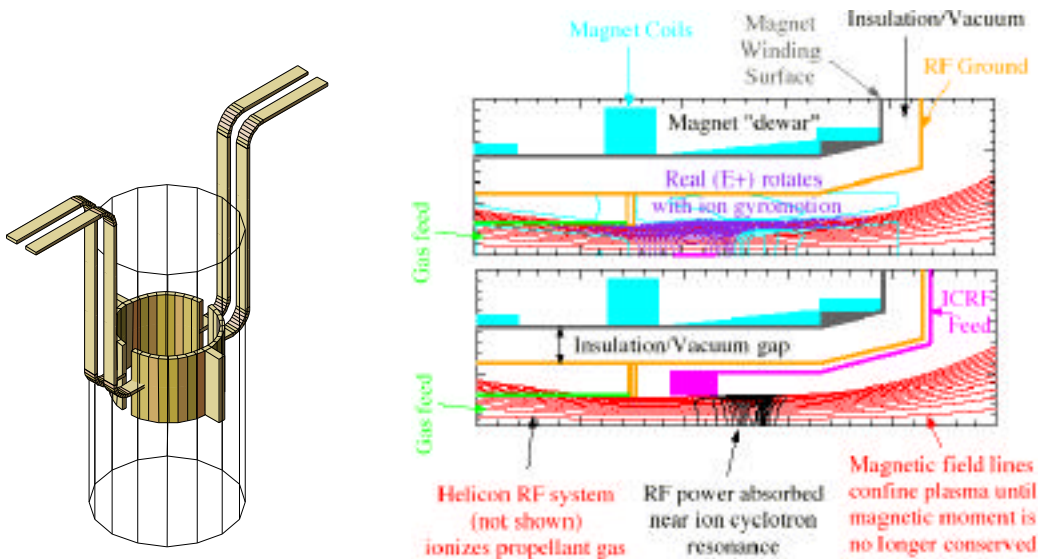 Magnet Coils
Magnet
Winding
Surface
Insulation/Vacuum
RF Ground
Magnet "dewar"
Real (E+) rotates
with ion gyromotion
Gas feed
ICRF
Feed
Insulation/Vacuum gap
Gas feed
Helicon RF system
(not shown)
ionizes propellant gas
RF power absorbed
near ion cyclotron
resonance
Magnetic field lines
confine plasma until
magnetic moment is
no longer conserved